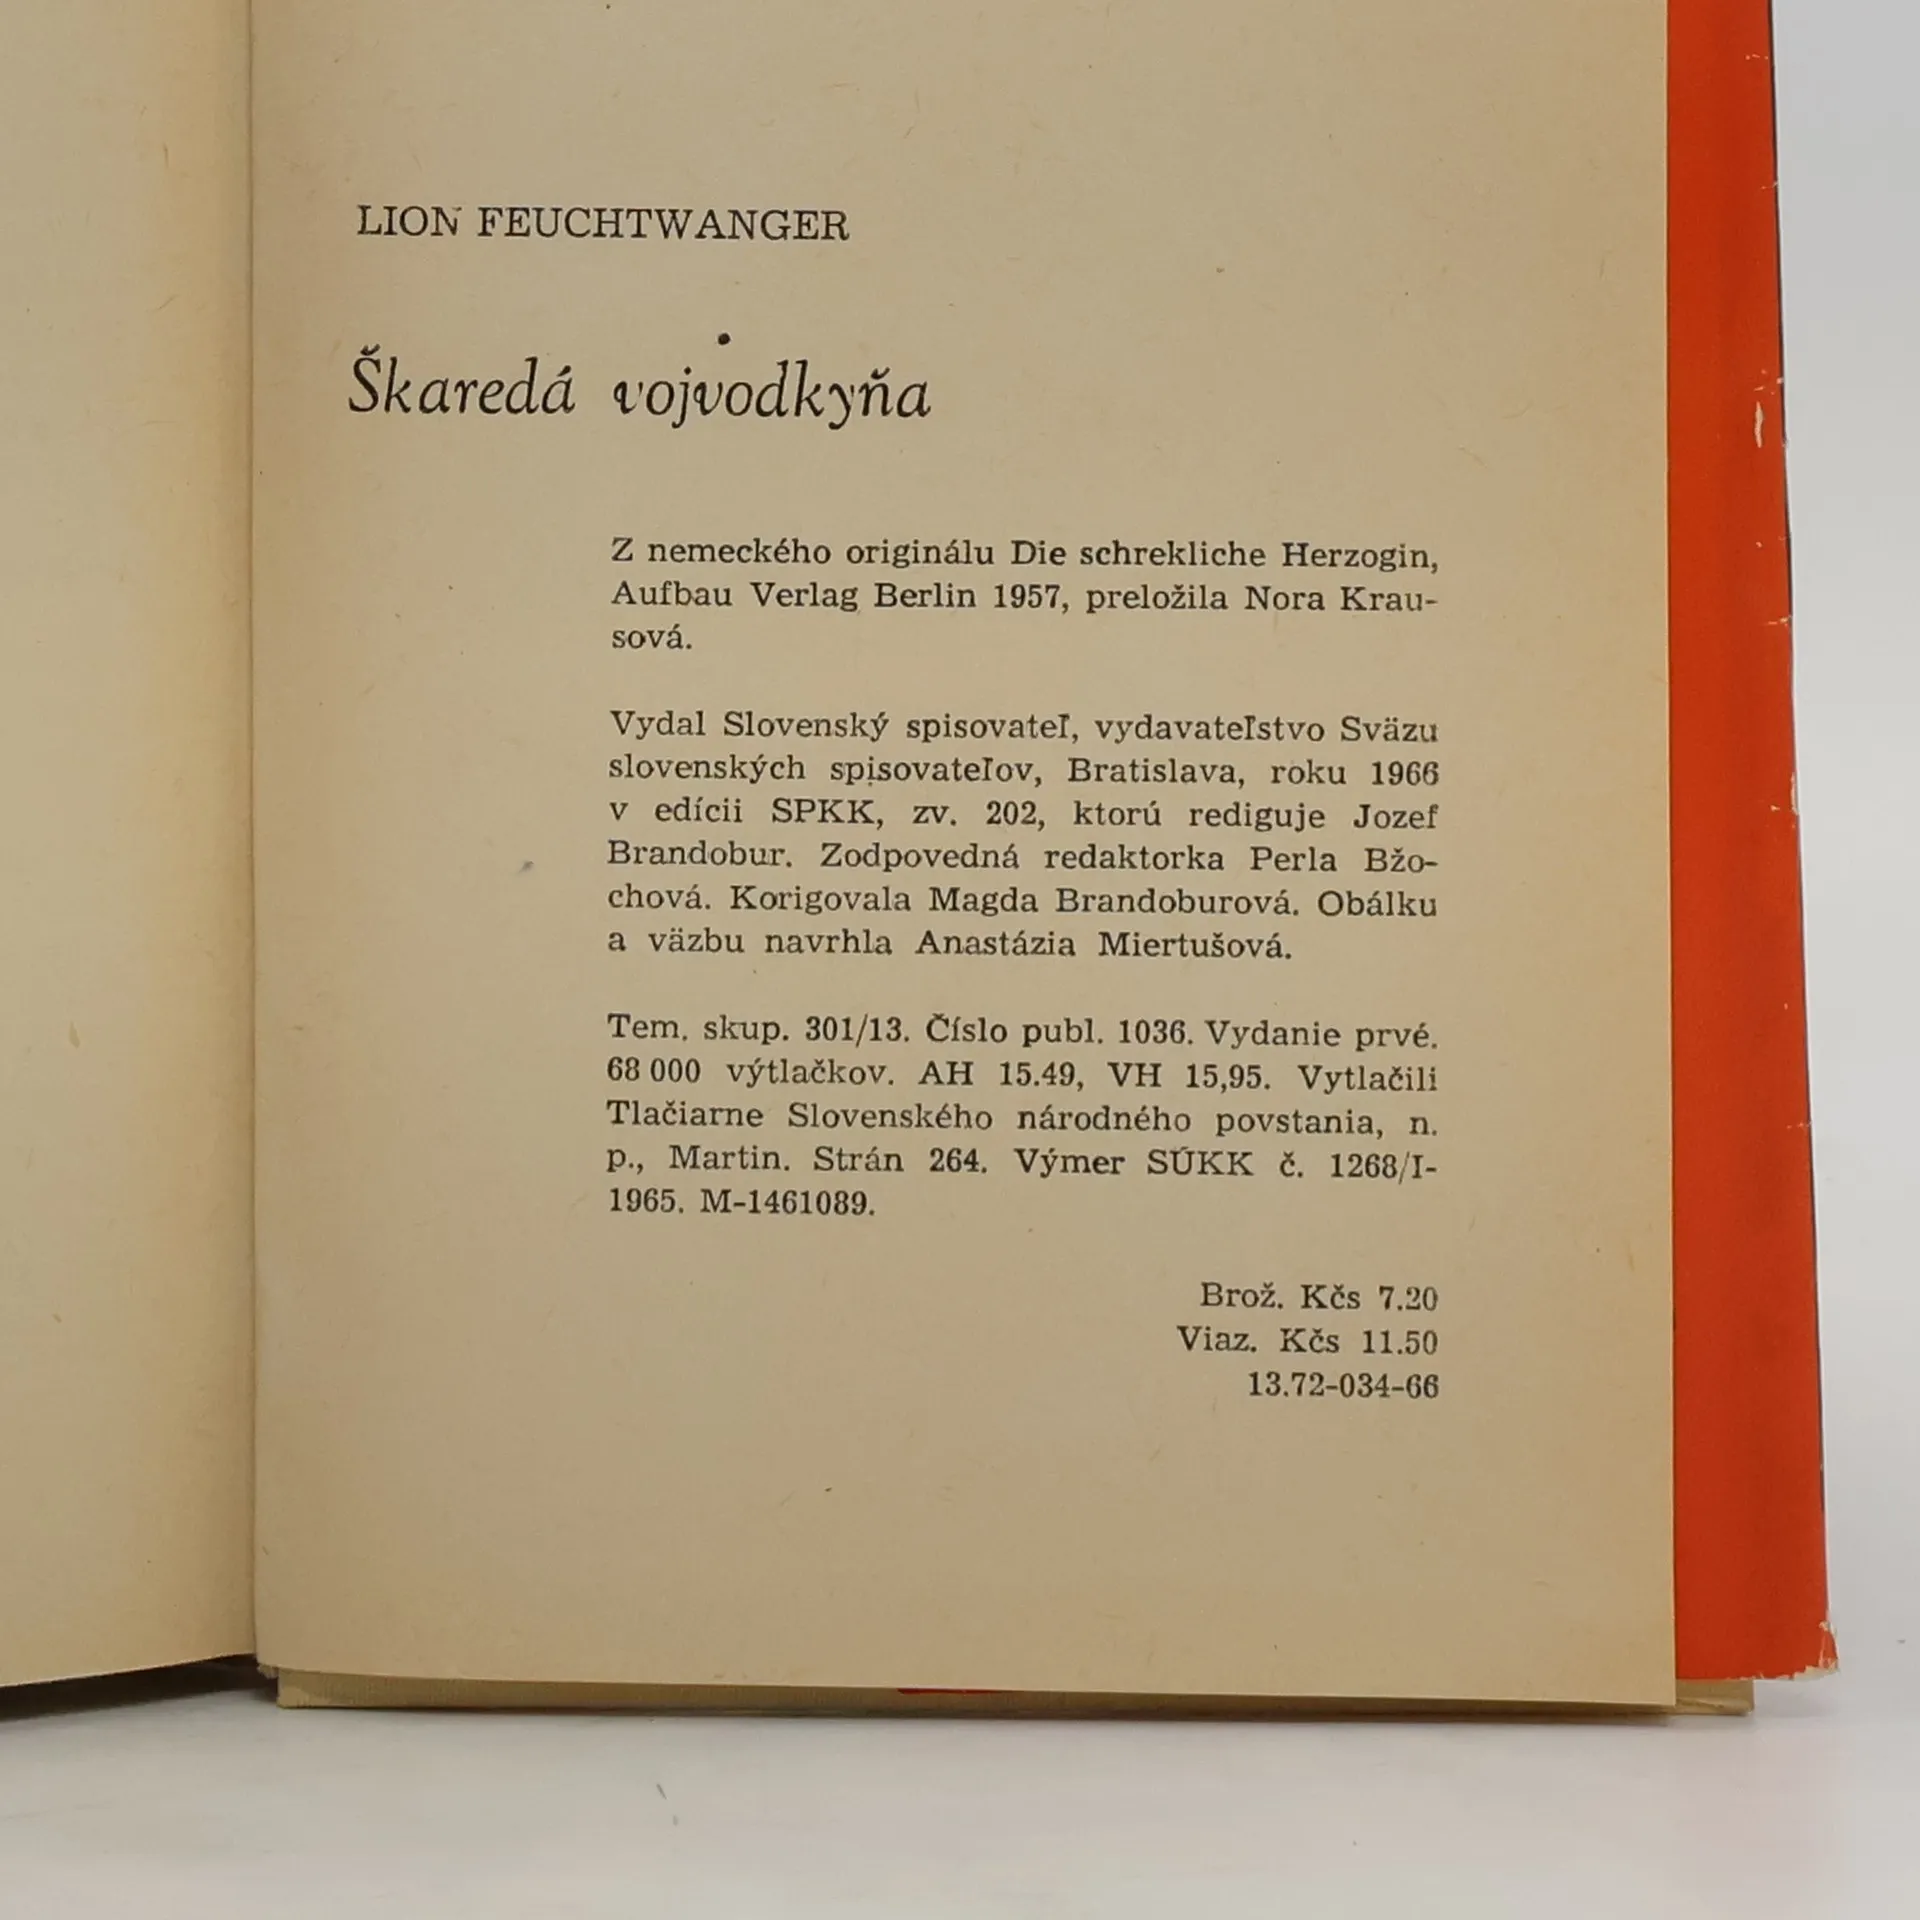 LION FEUCHTWANGER
Škaredá vojvodkyňa
Z nemeckého originálu Die schrekliche Herzogin,
Aufbau Verlag Berlin 1957, preložila Nora Krau-
sová.
Vydal Slovenský spisovateľ, vydavateľstvo Sväzu
slovenských spisovateľov, Bratislava, roku 1966
v edícii SPKK, zv. 202, ktorú rediguje Jozef
Brandobur. Zodpovedná redaktorka Perla Bžo-
chová. Korigovala Magda Brandoburová. Obálku
a väzbu navrhla Anastázia Miertušová.
Tem. skup. 301/13. Číslo publ. 1036. Vydanie prvé.
68 000 výtlačkov. AH 15.49, VH 15,95. Vytlačili
Tlačiarne Slovenského národného povstania, n.
p., Martin. Strán 264. Výmer SÚKK č. 1268/I-
1965. M-1461089.
Brož. Kčs 7.20
Viaz. Kčs 11.50
13.72-034-66